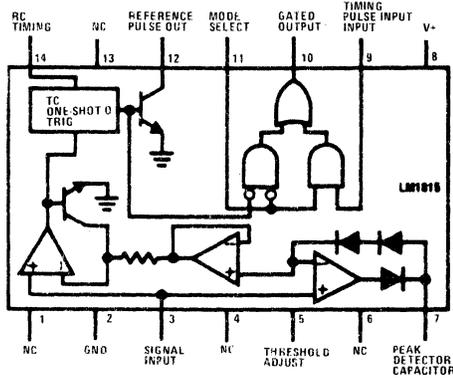 RC
TIMING
NC
REFERENCE
PULSE OUT
MODE
SELECT
GATED
OUTPUT
TIMING
PULSE INPUT
INPUT
V+
14
13
12
11
10
9
8
TC
ONE-SHOT Q
TRIG
LM1815
1
2
3
4
5
6
7
NC
GND
SIGNAL
INPUT
NC
THRESHOLD
ADJUST
NC
PEAK
DETECTOR
CAPACITOR